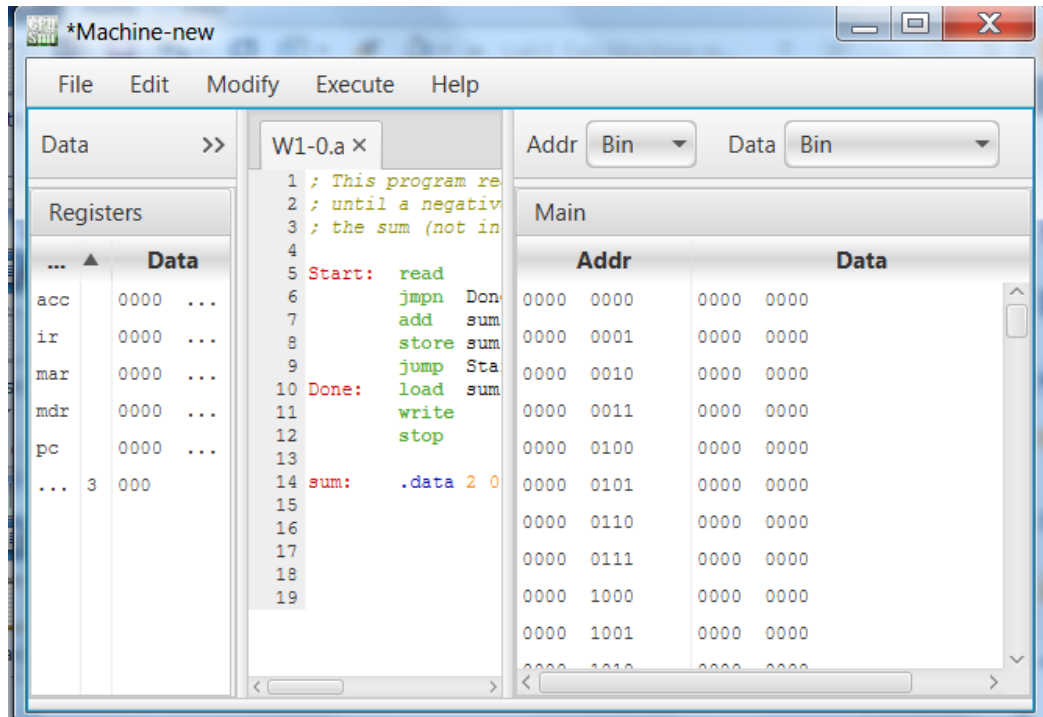 CPU Sim *Machine-new
File Edit Modify Execute Help
Data >>
W1-0.a ×
Addr Bin Data Bin
Registers
... ▲ Data
acc 0000 ...
ir 0000 ...
mar 0000 ...
mdr 0000 ...
pc 0000 ...
... 3 000
1 ; This program re
2 ; until a negativ
3 ; the sum (not in
4
5 Start: read
6 jmpn Don
7 add sum
8 store sum
9 jump Sta
10 Done: load sum
11 write
12 stop
13
14 sum: .data 2 0
15
16
17
18
19
Main
Addr Data
0000 0000 0000 0000
0000 0001 0000 0000
0000 0010 0000 0000
0000 0011 0000 0000
0000 0100 0000 0000
0000 0101 0000 0000
0000 0110 0000 0000
0000 0111 0000 0000
0000 1000 0000 0000
0000 1001 0000 0000
0000 1010 0000 0000